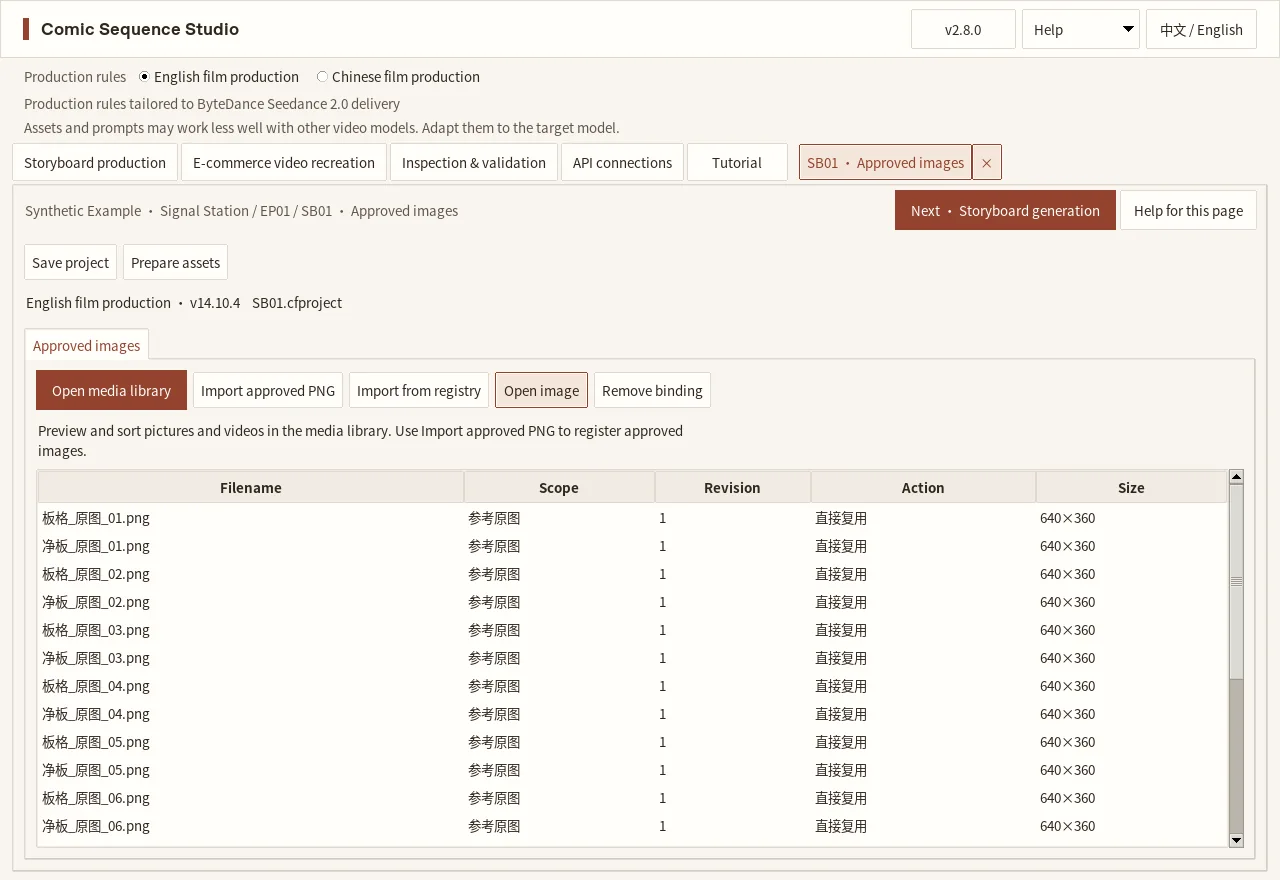 Comic Sequence Studio
v2.8.0
Help
中文 / English
Production rules
English film production
Chinese film production
Production rules tailored to ByteDance Seedance 2.0 delivery
Assets and prompts may work less well with other video models. Adapt them to the target model.
Storyboard production
E-commerce video recreation
Inspection & validation
API connections
Tutorial
SB01 · Approved images
×
Synthetic Example · Signal Station / EP01 / SB01 · Approved images
Next · Storyboard generation
Help for this page
Save project
Prepare assets
English film production · v14.10.4 SB01.cfproject
Approved images
Open media library
Import approved PNG
Import from registry
Open image
Remove binding
Preview and sort pictures and videos in the media library. Use Import approved PNG to register approved
images.
Filename Scope Revision Action Size
板格_原图_01.png 参考原图 1 直接复用 640×360
净板_原图_01.png 参考原图 1 直接复用 640×360
板格_原图_02.png 参考原图 1 直接复用 640×360
净板_原图_02.png 参考原图 1 直接复用 640×360
板格_原图_03.png 参考原图 1 直接复用 640×360
净板_原图_03.png 参考原图 1 直接复用 640×360
板格_原图_04.png 参考原图 1 直接复用 640×360
净板_原图_04.png 参考原图 1 直接复用 640×360
板格_原图_05.png 参考原图 1 直接复用 640×360
净板_原图_05.png 参考原图 1 直接复用 640×360
板格_原图_06.png 参考原图 1 直接复用 640×360
净板_原图_06.png 参考原图 1 直接复用 640×360